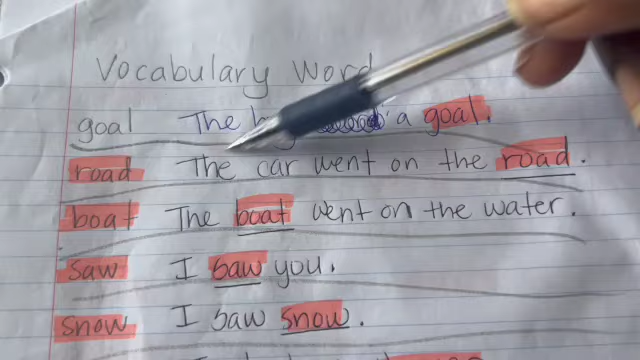 Vocabulary Word
goal The a goal.
road The car went on the road.
boat The boat went on the water.
saw I saw you.
snow I saw snow.